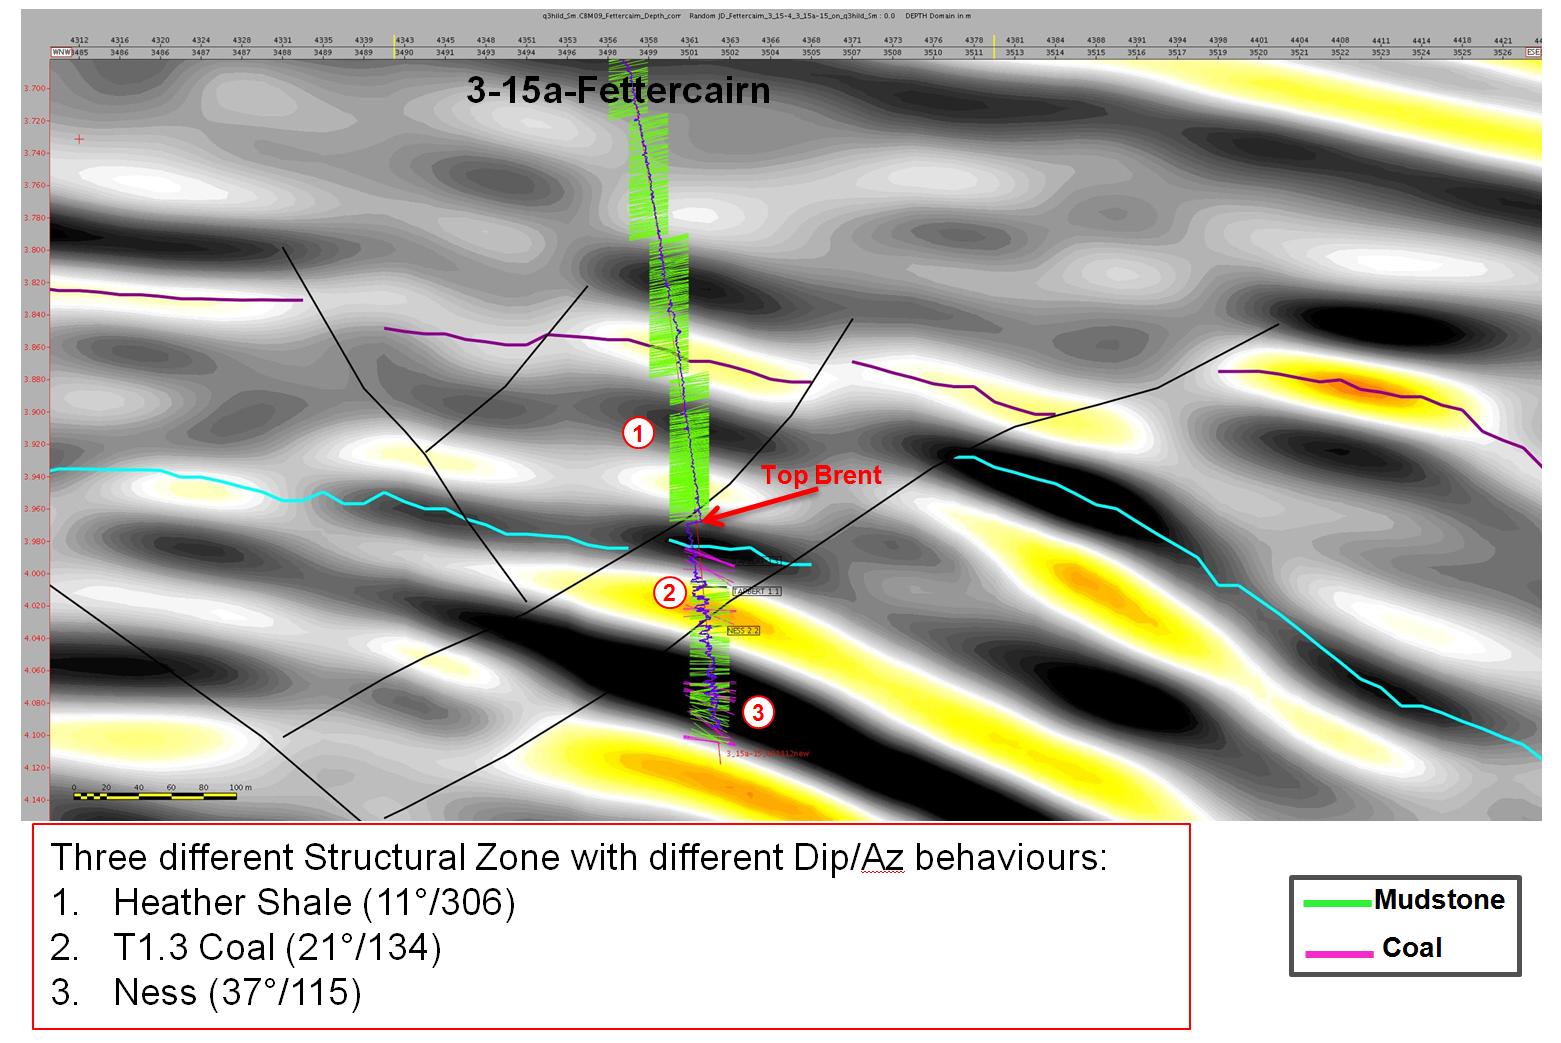 q3hild_Sm.CBM09_Fettercairn_Depth_corr Random JD_Fettercairn_3_15-4_3_15a-15_on_q3hild_Sm : 0.0 DEPTH Domain in m
4312 4316 4320 4324 4328 4331 4335 4339 4343 4345 4348 4351 4353 4356 4358 4361 4363 4366 4368 4371 4373 4376 4378 4381 4384 4388 4391 4394 4398 4401 4404 4408 4411 4414 4418 4421
WNW 3485 3486 3486 3487 3487 3488 3489 3489 3490 3491 3493 3494 3496 3498 3499 3501 3502 3504 3505 3507 3508 3510 3511 3513 3514 3515 3516 3517 3519 3520 3521 3522 3523 3524 3525 3526 ESE
3-15a-Fettercairn
3.700
3.720
3.740
3.760
3.780
3.800
3.820
3.840
3.860
3.880
3.900
3.920
3.940
3.960
3.980
4.000
4.020
4.040
4.060
4.080
4.100
4.120
4.140
1
Top Brent
2
TARBERT 1 1
NESS 2 2
3
0 20 40 60 80 100 m
Three different Structural Zone with different Dip/Az behaviours:
1. Heather Shale (11°/306)
2. T1.3 Coal (21°/134)
3. Ness (37°/115)
Mudstone
Coal